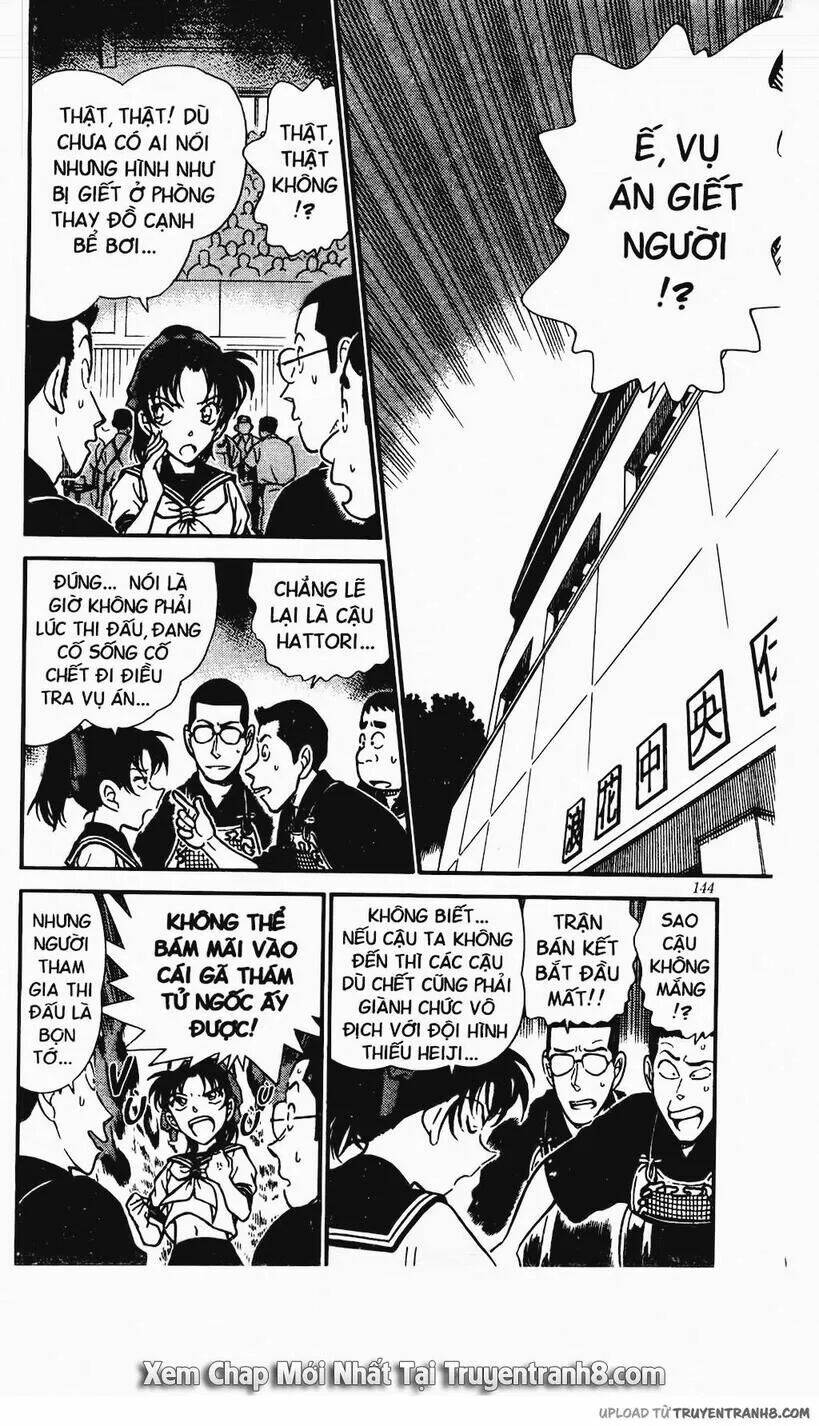 Ế, VỤ
ÁN GIẾT
NGƯỜI
!?
THẬT,
THẬT
KHÔNG
!?
THẬT, THẬT! DÙ
CHƯA CÓ AI NÓI
NHƯNG HÌNH NHƯ
BỊ GIẾT Ở PHÒNG
THAY ĐỒ CẠNH
BỂ BƠI...
浪花中央
CHẲNG LẼ
LẠI LÀ CẬU
HATTORI...
ĐÚNG... NÓI LÀ
GIỜ KHÔNG PHẢI
LÚC THI ĐẤU, ĐANG
CỐ SỐNG CỐ
CHẾT ĐI ĐIỀU
TRA VỤ ÁN...
144
SAO
CẬU
KHÔNG
MẮNG
!?
TRẬN
BÁN KẾT
BẮT ĐẦU
MẤT!!
KHÔNG BIẾT...
NẾU CẬU TA KHÔNG
ĐẾN THÌ CÁC CẬU
DÙ CHẾT CŨNG PHẢI
GIÀNH CHỨC VÔ
ĐỊCH VỚI ĐỘI HÌNH
THIẾU HEIJI...
KHÔNG THỂ
BÁM MÃI VÀO
CÁI GÃ THÁM
TỬ NGỐC ẤY
ĐƯỢC!
NHƯNG
NGƯỜI
THAM
GIA THI
ĐẤU LÀ
BỌN
TỚ...
Xem Chap Mới Nhất Tại Truyentranh8.com
UPLOAD TỪ TRUYENTRANH8.COM